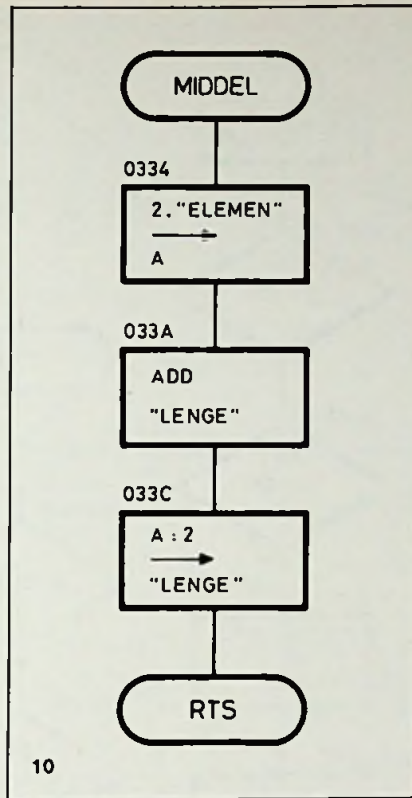 MIDDEL
0334
2."ELEMEN"
A
033A
ADD
"LENGE"
033C
A : 2
"LENGE"
RTS
10